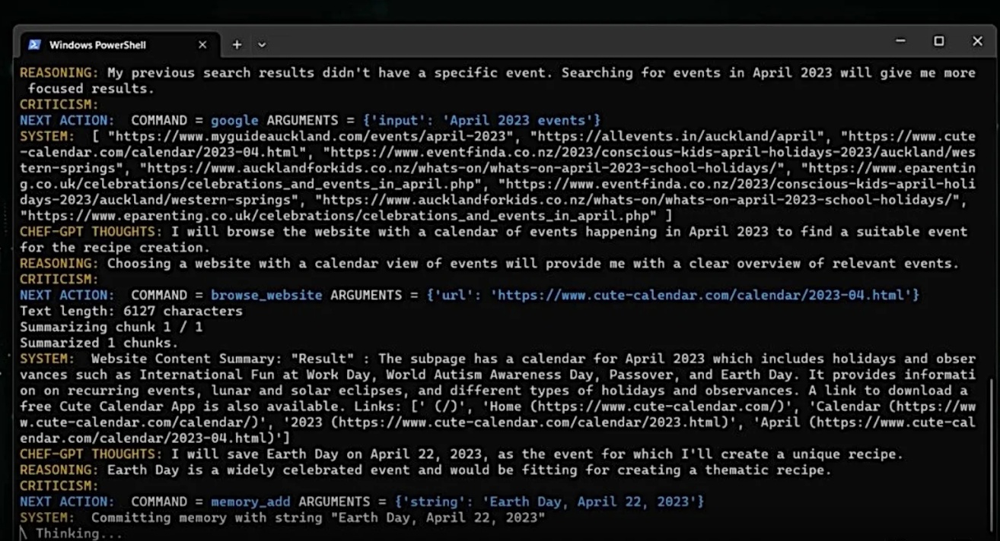 Windows PowerShell
REASONING: My previous search results didn't have a specific event. Searching for events in April 2023 will give me more
focused results.
CRITICISM:
NEXT ACTION:  COMMAND = google ARGUMENTS = {'input': 'April 2023 events'}
SYSTEM:  [ "https://www.myguideauckland.com/events/april-2023", "https://allevents.in/auckland/april", "https://www.cute
-calendar.com/calendar/2023-04.html", "https://www.eventfinda.co.nz/2023/conscious-kids-april-holidays-2023/auckland/wes
tern-springs", "https://www.aucklandforkids.co.nz/whats-on/whats-on-april-2023-school-holidays/", "https://www.eparentin
g.co.uk/celebrations/celebrations_and_events_in_april.php", "https://www.eventfinda.co.nz/2023/conscious-kids-april-holi
days-2023/auckland/western-springs", "https://www.aucklandforkids.co.nz/whats-on/whats-on-april-2023-school-holidays/",
"https://www.eparenting.co.uk/celebrations/celebrations_and_events_in_april.php" ]
CHEF-GPT THOUGHTS: I will browse the website with a calendar of events happening in April 2023 to find a suitable event
for the recipe creation.
REASONING: Choosing a website with a calendar view of events will provide me with a clear overview of relevant events.
CRITICISM:
NEXT ACTION:  COMMAND = browse_website ARGUMENTS = {'url': 'https://www.cute-calendar.com/calendar/2023-04.html'}
Text length: 6127 characters
Summarizing chunk 1 / 1
Summarized 1 chunks.
SYSTEM:  Website Content Summary: "Result" : The subpage has a calendar for April 2023 which includes holidays and obser
vances such as International Fun at Work Day, World Autism Awareness Day, Passover, and Earth Day. It provides informati
on on recurring events, lunar and solar eclipses, and different types of holidays and observances. A link to download a
free Cute Calendar App is also available. Links: [' (/)', 'Home (https://www.cute-calendar.com/)', 'Calendar (https://ww
w.cute-calendar.com/calendar/)', '2023 (https://www.cute-calendar.com/calendar/2023.html)', 'April (https://www.cute-cal
endar.com/calendar/2023-04.html)']
CHEF-GPT THOUGHTS: I will save Earth Day on April 22, 2023, as the event for which I'll create a unique recipe.
REASONING: Earth Day is a widely celebrated event and would be fitting for creating a thematic recipe.
CRITICISM:
NEXT ACTION:  COMMAND = memory_add ARGUMENTS = {'string': 'Earth Day, April 22, 2023'}
SYSTEM:  Committing memory with string "Earth Day, April 22, 2023"
\ Thinking...